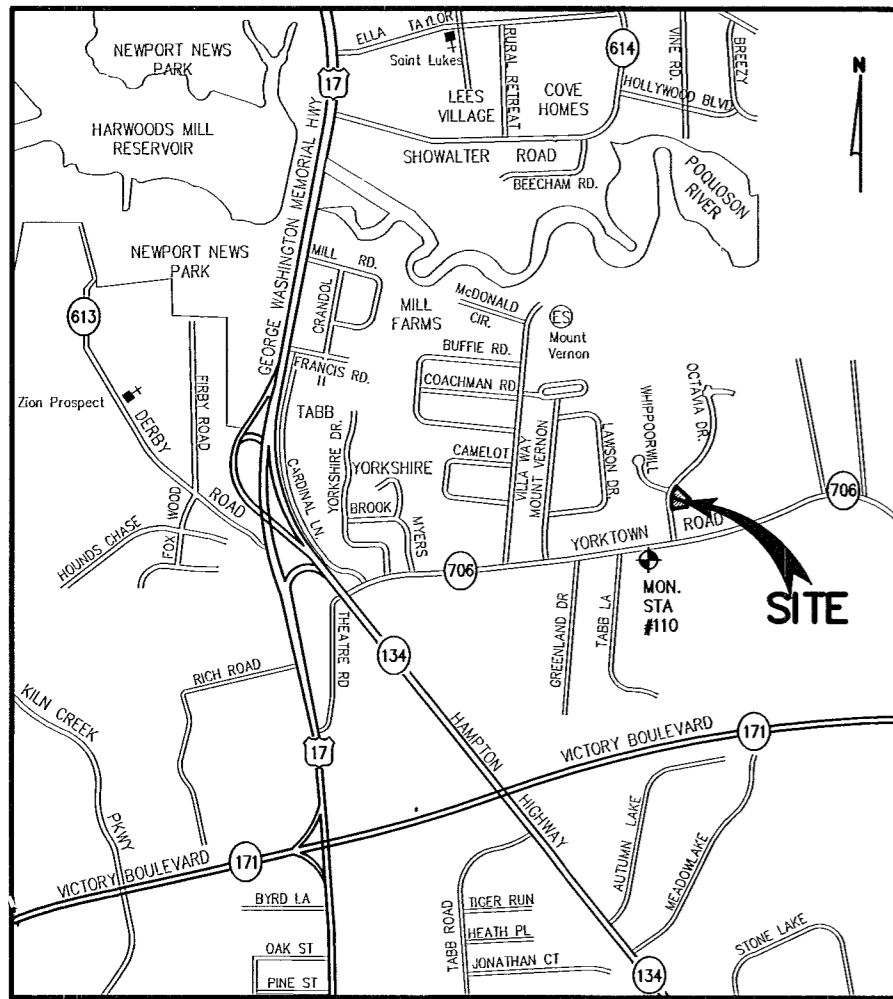 NEWPORT NEWS
PARK
17
ELLA TAYLOR
Saint Lukes
614
VINE RD.
BREEZY
RURAL RETREAT
LEES
VILLAGE
COVE
HOMES
HOLLYWOOD BLVD
N
HARWOODS MILL
RESERVOIR
GEORGE WASHINGTON MEMORIAL HWY
SHOWALTER ROAD
BEECHAM RD.
POQUOSON
RIVER
NEWPORT NEWS
PARK
MILL RD.
CRANDOL
MILL
FARMS
McDONALD
CIR.
ES
Mount
Vernon
613
BUFFIE RD.
FRANCIS RD.
COACHMAN RD.
Zion Prospect
DERBY
ROAD
FIRBY ROAD
TABB
WHIPPOORWILL
OCTAVIA DR.
YORKSHIRE DR.
YORKSHIRE
CAMELOT
VILLA WAY
MOUNT VERNON
LAWSON DR.
CARDINAL LN.
BROOK
MYERS
706
YORKTOWN ROAD
HOUNDS CHASE
FOX WOOD
706
MON.
STA
#110
SITE
THEATRE RD
GREENLAND DR
TABB LA
134
RICH ROAD
KILN CREEK
PKWY
HAMPTON
HIGHWAY
VICTORY BOULEVARD
171
17
VICTORY BOULEVARD
171
AUTUMN LAKE
MEADOWLAKE
BYRD LA
TABB ROAD
TIGER RUN
HEATH PL
JONATHAN CT
OAK ST
PINE ST
STONE LAKE
134